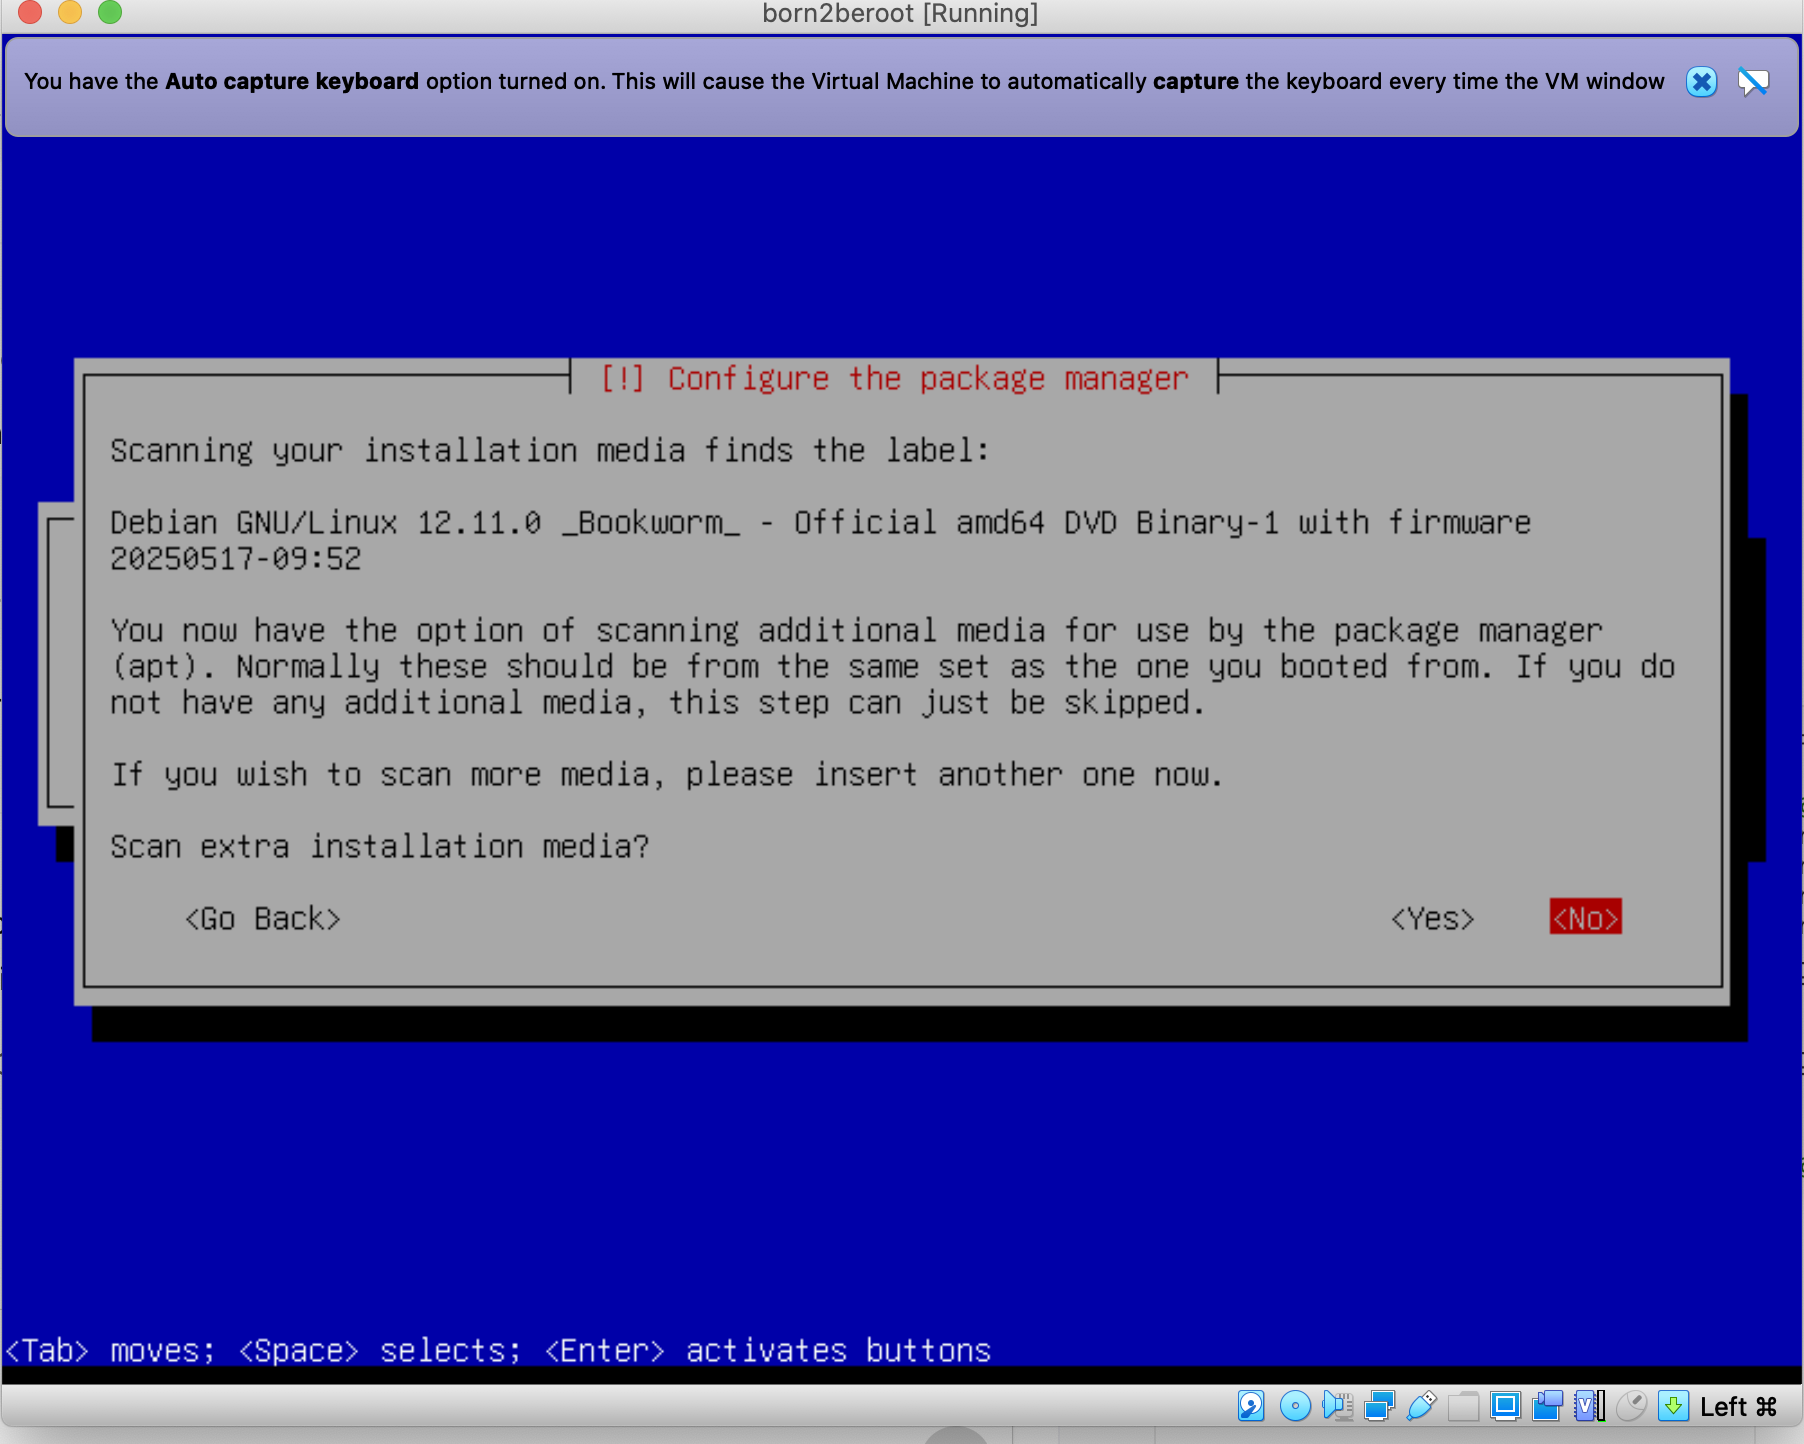 born2beroot [Running]
You have the Auto capture keyboard option turned on. This will cause the Virtual Machine to automatically capture the keyboard every time the VM window
[!] Configure the package manager
Scanning your installation media finds the label:
Debian GNU/Linux 12.11.0 _Bookworm_ - Official amd64 DVD Binary-1 with firmware
20250517-09:52
You now have the option of scanning additional media for use by the package manager
(apt). Normally these should be from the same set as the one you booted from. If you do
not have any additional media, this step can just be skipped.
If you wish to scan more media, please insert another one now.
Scan extra installation media?
<Go Back> <Yes> <No>
<Tab> moves; <Space> selects; <Enter> activates buttons
Left ⌘